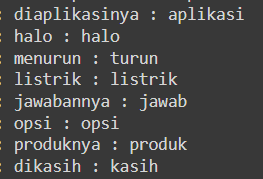 : diaplikasinya : aplikasi
: halo : halo
: menurun : turun
: listrik : listrik
: jawabannya : jawab
: opsi : opsi
: produknya : produk
: dikasih : kasih